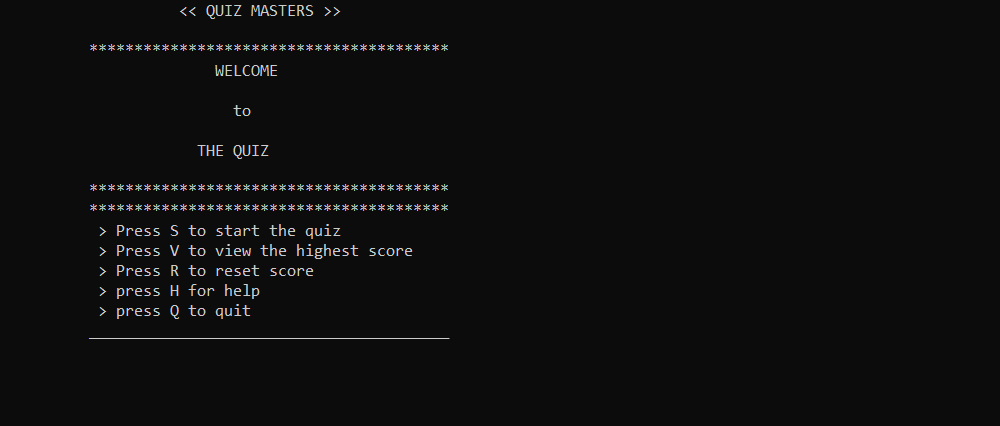 << QUIZ MASTERS >>
****************************************
WELCOME
to
THE QUIZ
****************************************
****************************************
> Press S to start the quiz
> Press V to view the highest score
> Press R to reset score
> press H for help
> press Q to quit
________________________________________